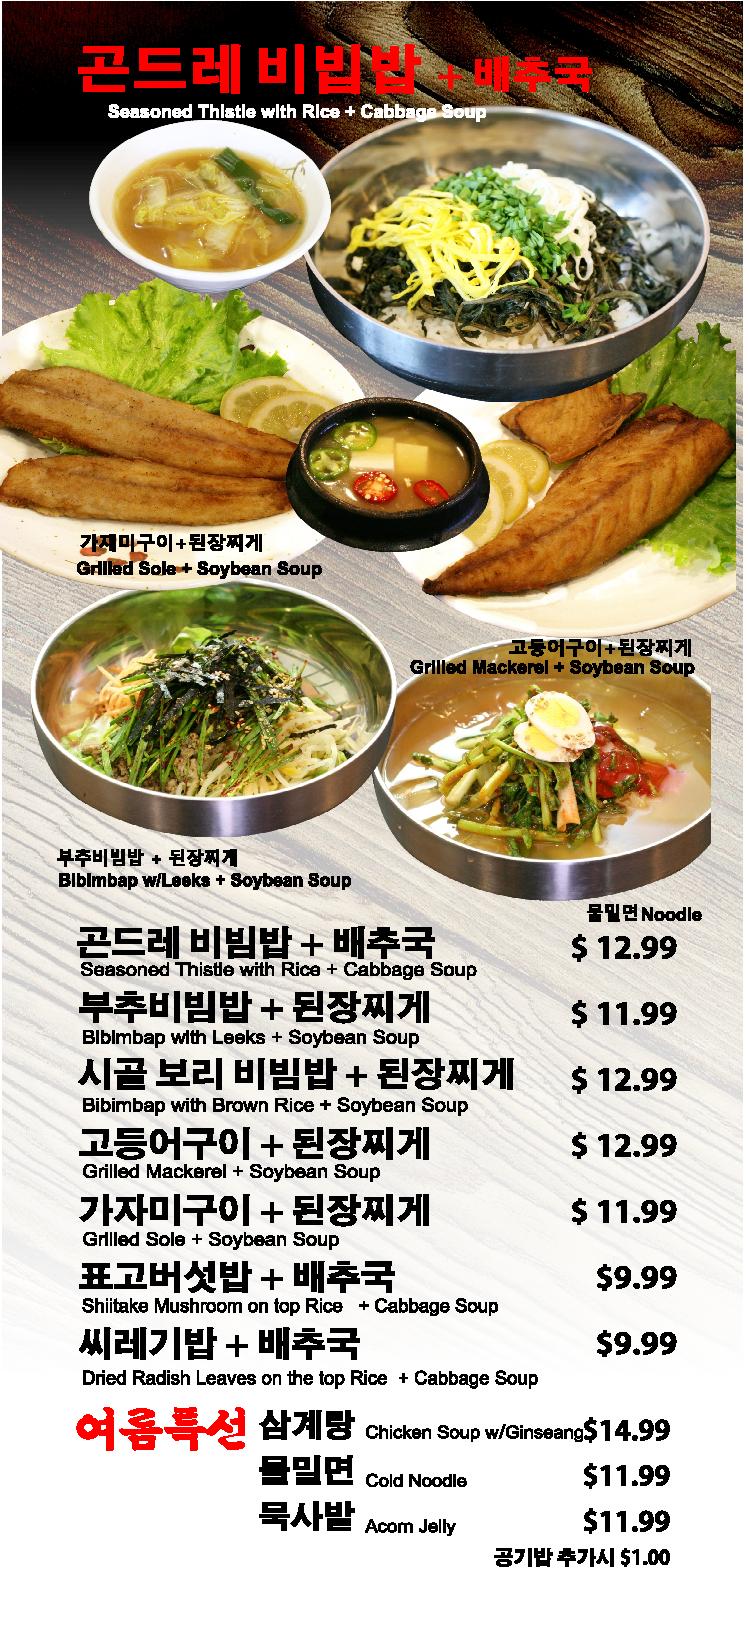 곤드레 비빔밥 + 배추국
Seasoned Thistle with Rice + Cabbage Soup
가재미구이+된장찌게
Grilled Sole + Soybean Soup
고등어구이+된장찌게
Grilled Mackerel + Soybean Soup
부추비빔밥 + 된장찌게
Bibimbap w/Leeks + Soybean Soup
물밀면 Noodle
곤드레 비빔밥 + 배추국 $ 12.99
Seasoned Thistle with Rice + Cabbage Soup
부추비빔밥 + 된장찌게 $ 11.99
Bibimbap with Leeks + Soybean Soup
시골 보리 비빔밥 + 된장찌게 $ 12.99
Bibimbap with Brown Rice + Soybean Soup
고등어구이 + 된장찌게 $ 12.99
Grilled Mackerel + Soybean Soup
가자미구이 + 된장찌게 $ 11.99
Grilled Sole + Soybean Soup
표고버섯밥 + 배추국 $9.99
Shiitake Mushroom on top Rice + Cabbage Soup
씨레기밥 + 배추국 $9.99
Dried Radish Leaves on the top Rice + Cabbage Soup
여름특선 삼계탕 Chicken Soup w/Ginseang $14.99
물밀면 Cold Noodle $11.99
묵사발 Acorn Jelly $11.99
공기밥 추가시 $1.00